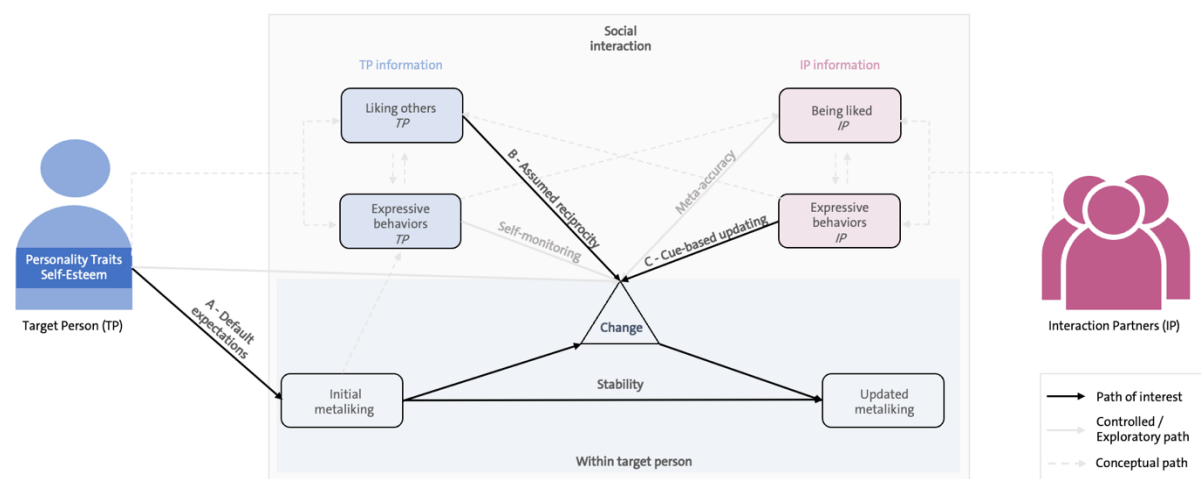 Social
interaction
TP information
IP information
Liking others
TP
Being liked
IP
B - Assumed reciprocity
Meta-accuracy
Expressive
behaviors
TP
Expressive
behaviors
IP
Self-monitoring
C - Cue-based updating
Personality Traits
Self-Esteem
Target Person (TP)
Interaction Partners (IP)
A - Default
expectations
Change
Initial
metaliking
Stability
Updated
metaliking
Within target person
Path of interest
Controlled /
Exploratory path
Conceptual path